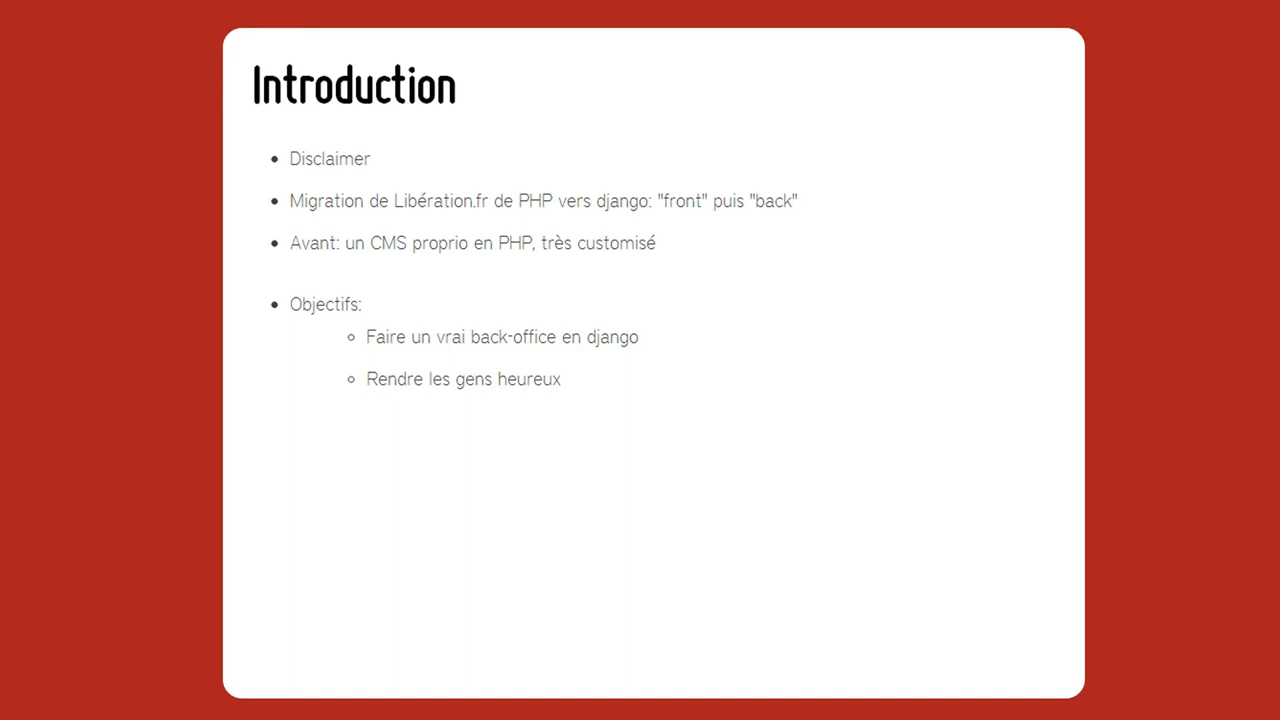 Introduction
Disclaimer
Migration de Libération.fr de PHP vers django: "front" puis "back"
Avant: un CMS proprio en PHP, très customisé
Objectifs:
Faire un vrai back-office en django
Rendre les gens heureux